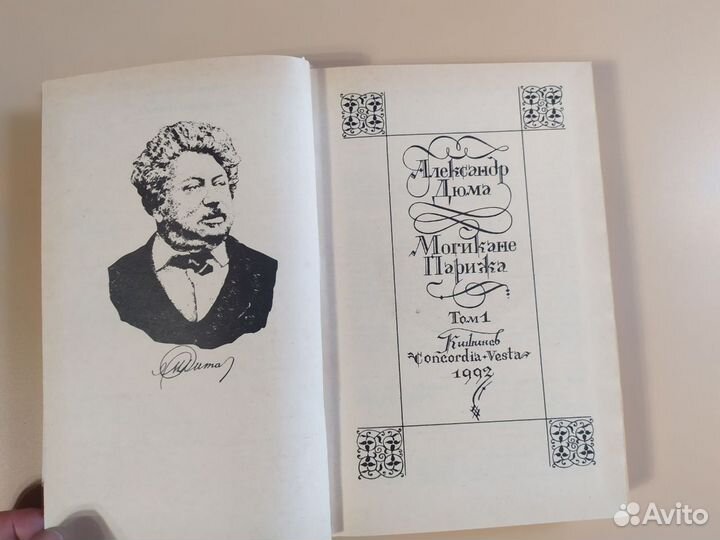 Александр
Дюма
Могикане
Парижа
Том 1
Кишинев
Concordia • Vesta
1992
Avito